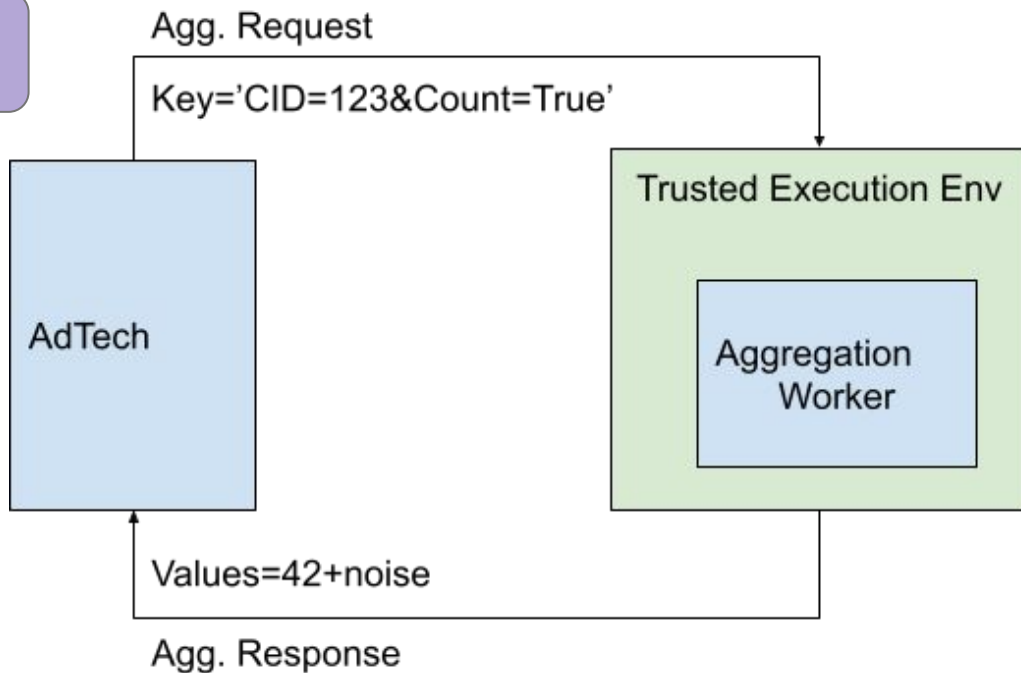 Agg. Request
Key=’CID=123&Count=True’
Trusted Execution Env
AdTech
Aggregation
Worker
Values=42+noise
Agg. Response